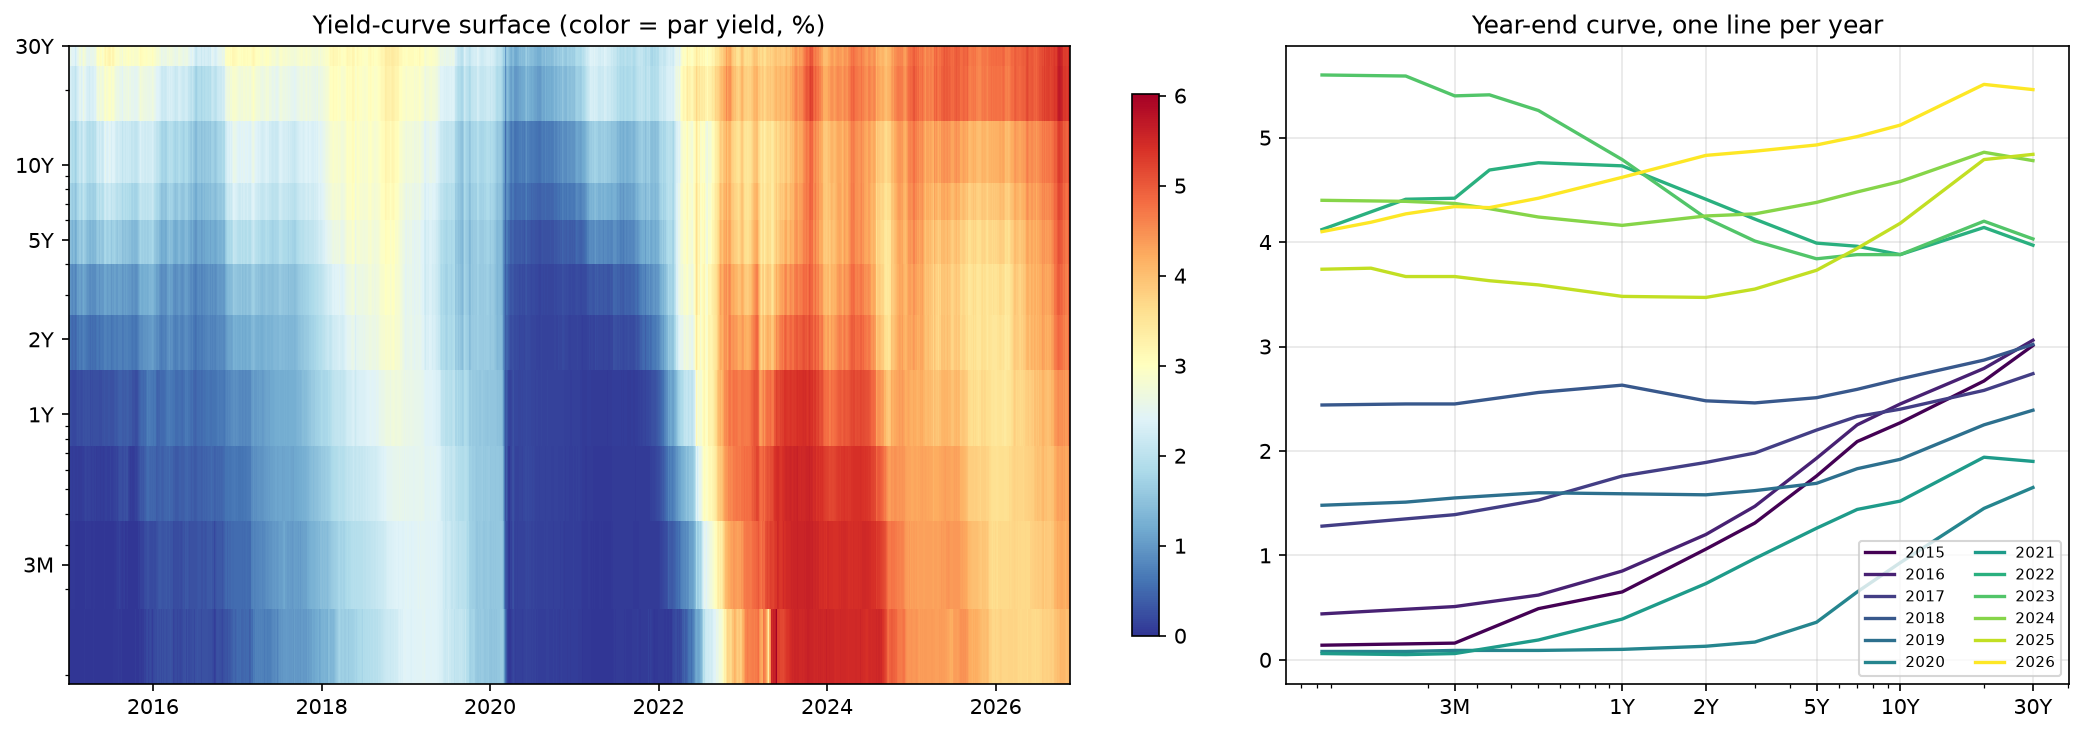 Yield-curve surface (color = par yield, %)
30Y
10Y
5Y
2Y
1Y
3M
2016
2018
2020
2022
2024
2026
6
5
4
3
2
1
0
Year-end curve, one line per year
5
4
3
2
1
0
3M
1Y
2Y
5Y
10Y
30Y
2015
2016
2017
2018
2019
2020
2021
2022
2023
2024
2025
2026